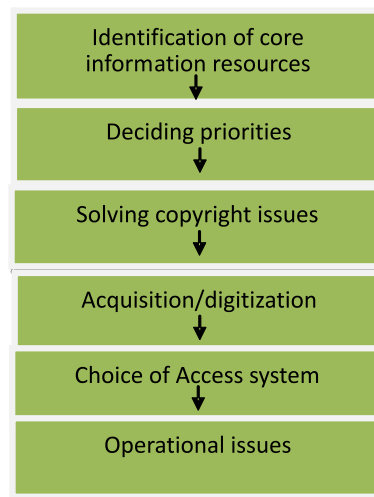 Identification of core
information resources
Deciding priorities
Solving copyright issues
Acquisition/digitization
Choice of Access system
Operational issues